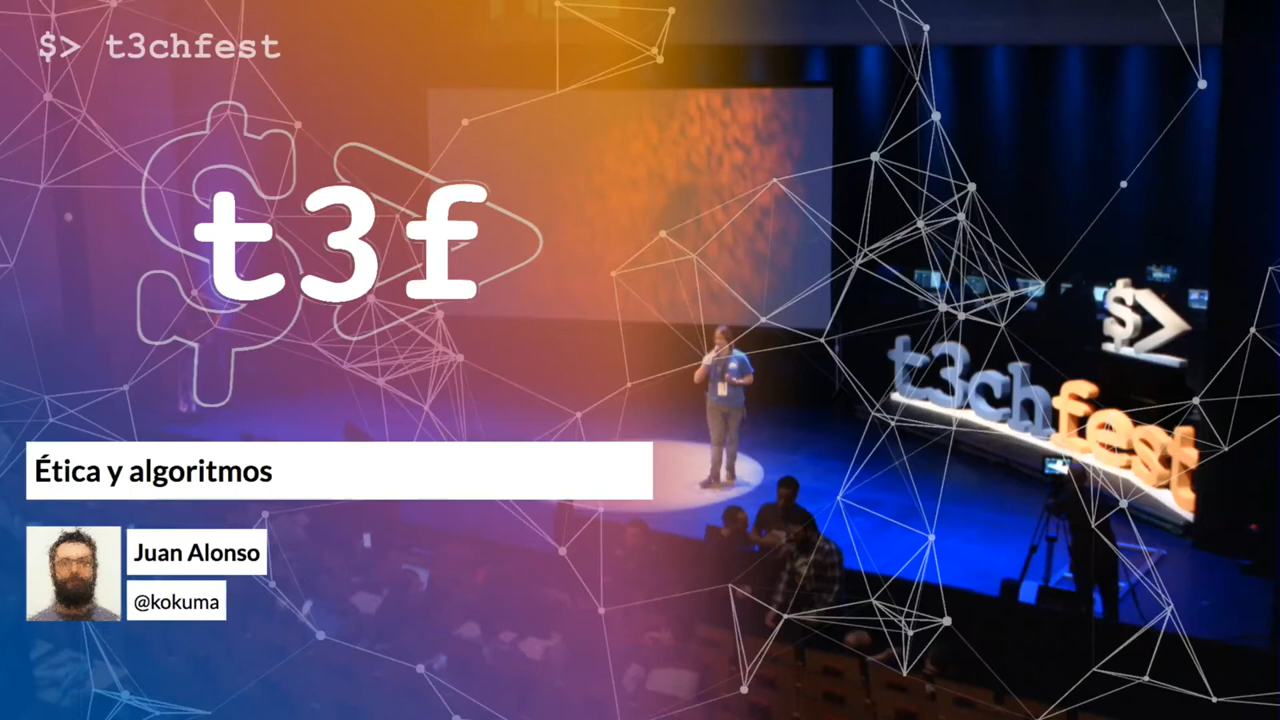 $> t3chfest
t3f
$>
t3chfest
Ética y algoritmos
Juan Alonso
@kokuma